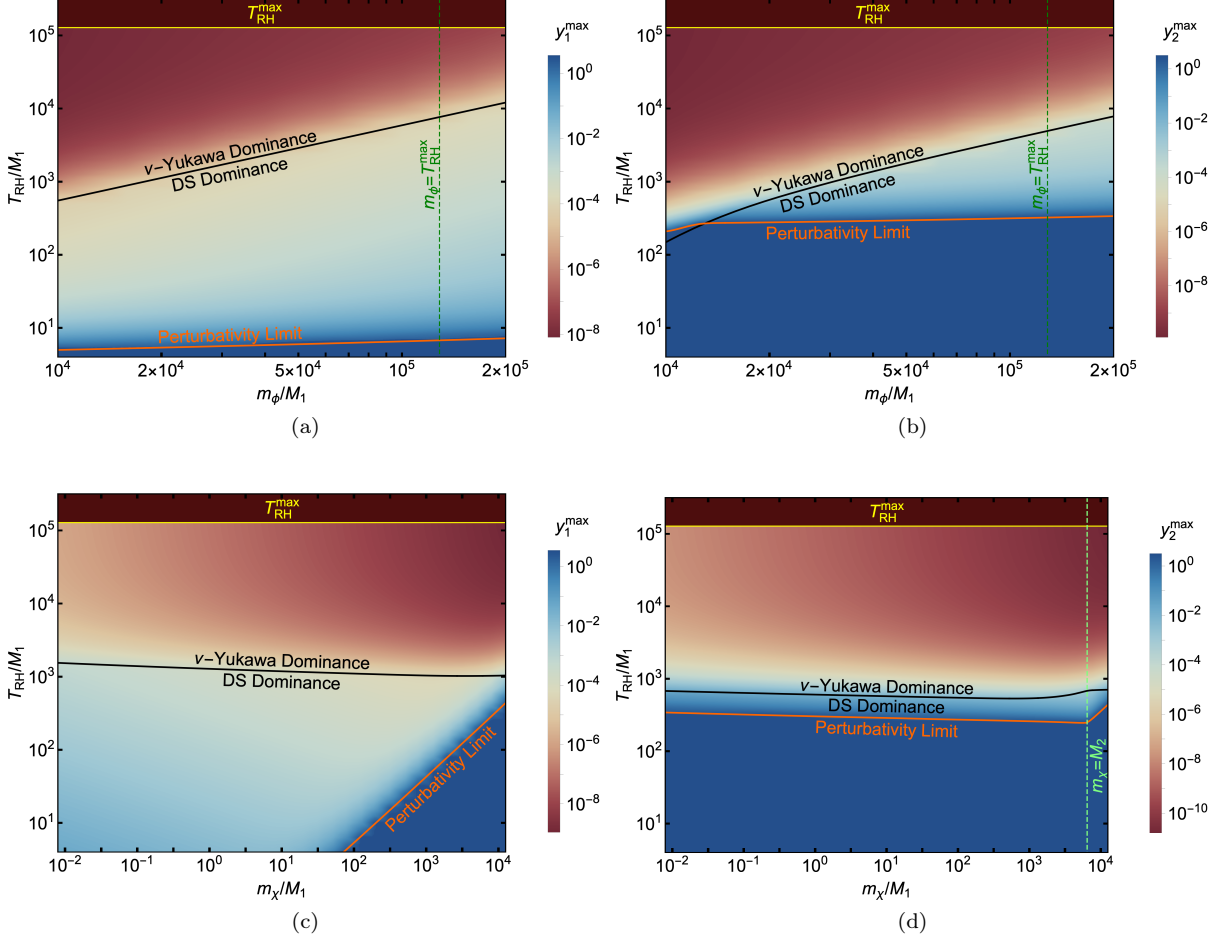 T_RH^max
T_RH^max
y_1^max
y_2^max
10^5
10^4
10^3
10^2
10^1
T_RH/M_1
ν-Yukawa Dominance
DS Dominance
m_ϕ=T_RH^max
Perturbativity Limit
10^0
10^-2
10^-4
10^-6
10^-8
10^4
2×10^4
5×10^4
10^5
2×10^5
m_ϕ/M_1
(a)
10^5
10^4
10^3
10^2
10^1
T_RH/M_1
ν-Yukawa Dominance
DS Dominance
m_ϕ=T_RH^max
Perturbativity Limit
10^0
10^-2
10^-4
10^-6
10^-8
10^4
2×10^4
5×10^4
10^5
2×10^5
m_ϕ/M_1
(b)
T_RH^max
y_1^max
10^5
10^4
10^3
10^2
10^1
T_RH/M_1
ν-Yukawa Dominance
DS Dominance
Perturbativity Limit
10^0
10^-2
10^-4
10^-6
10^-8
10^-2
10^-1
10^0
10^1
10^2
10^3
10^4
m_χ/M_1
(c)
T_RH^max
y_2^max
10^5
10^4
10^3
10^2
10^1
T_RH/M_1
ν-Yukawa Dominance
DS Dominance
Perturbativity Limit
m_χ=M_2
10^0
10^-2
10^-4
10^-6
10^-8
10^-10
10^-2
10^-1
10^0
10^1
10^2
10^3
10^4
m_χ/M_1
(d)